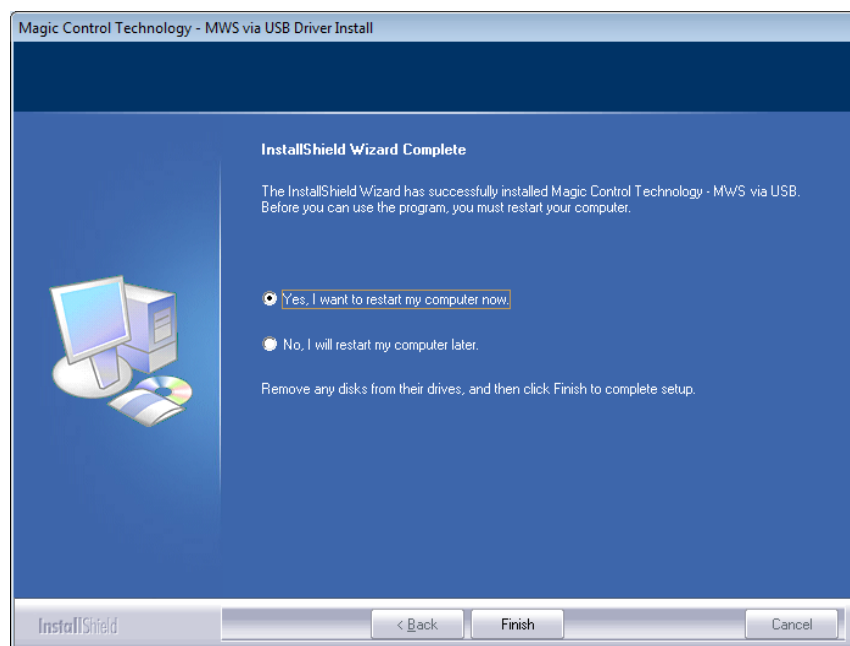 Magic Control Technology - MWS via USB Driver Install
InstallShield Wizard Complete
The InstallShield Wizard has successfully installed Magic Control Technology - MWS via USB.
Before you can use the program, you must restart your computer.
Yes, I want to restart my computer now.
No, I will restart my computer later.
Remove any disks from their drives, and then click Finish to complete setup.
InstallShield
< Back
Finish
Cancel